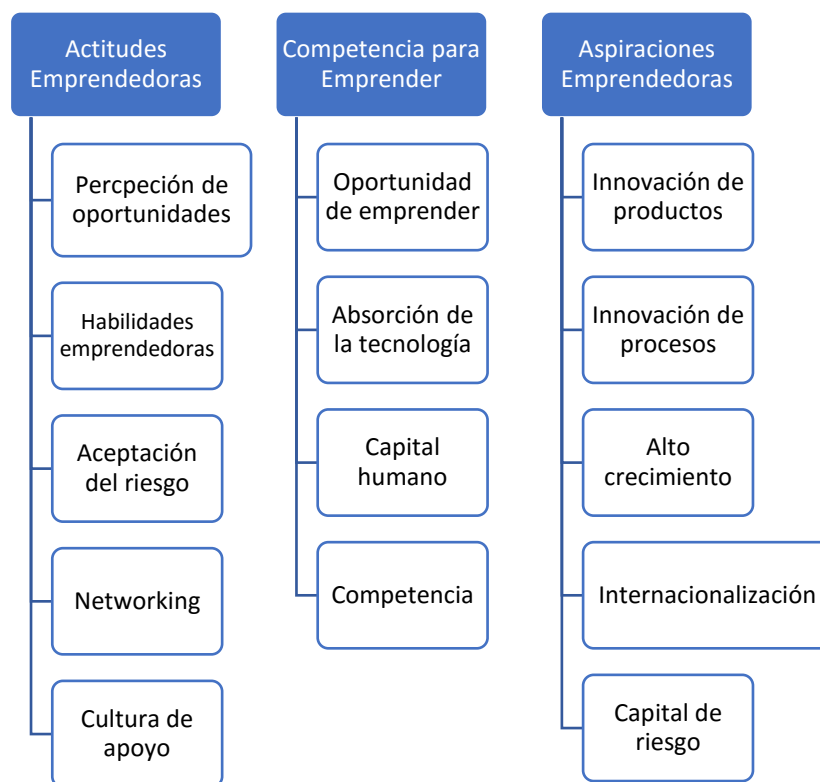 Actitudes
Emprendedoras
Percpeción de
oportunidades
Habilidades
emprendedoras
Aceptación
del riesgo
Networking
Cultura de
apoyo
Competencia para
Emprender
Oportunidad
de emprender
Absorción de
la tecnología
Capital
humano
Competencia
Aspiraciones
Emprendedoras
Innovación de
productos
Innovación de
procesos
Alto
crecimiento
Internacionalización
Capital de
riesgo